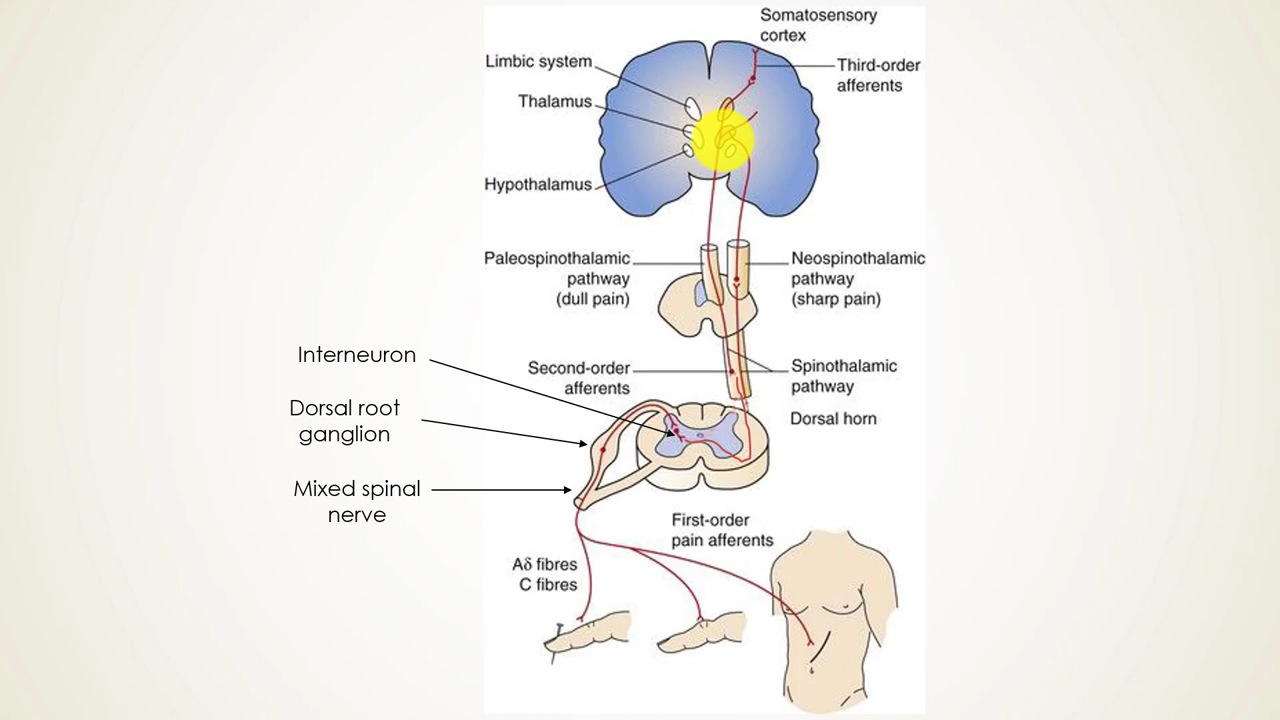 Somatosensory
cortex
Limbic system
Third-order
afferents
Thalamus
Hypothalamus
Paleospinothalamic
pathway
(dull pain)
Neospinothalamic
pathway
(sharp pain)
Interneuron
Second-order
afferents
Spinothalamic
pathway
Dorsal root
ganglion
Dorsal horn
Mixed spinal
nerve
First-order
pain afferents
Aδ fibres
C fibres